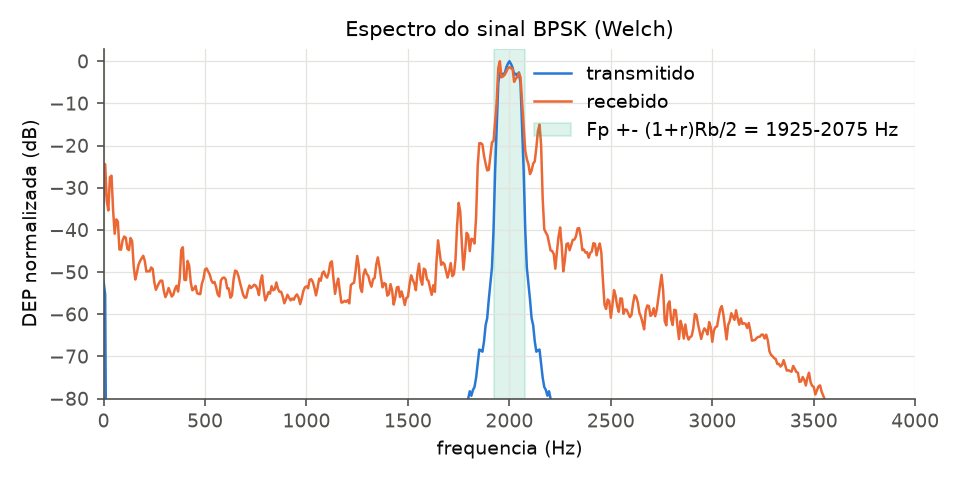 Espectro do sinal BPSK (Welch)
DEP normalizada (dB)
0
−10
−20
−30
−40
−50
−60
−70
−80
transmitido
recebido
Fp +- (1+r)Rb/2 = 1925-2075 Hz
0 500 1000 1500 2000 2500 3000 3500 4000
frequencia (Hz)